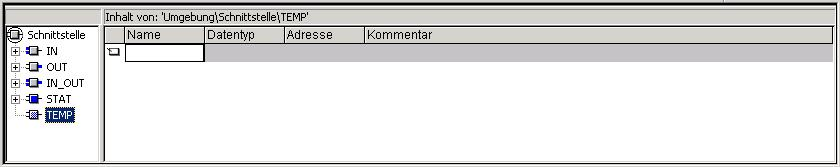 Inhalt von: 'Umgebung\Schnittstelle\TEMP'
Schnittstelle
IN
OUT
IN_OUT
STAT
TEMP
Name Datentyp Adresse Kommentar